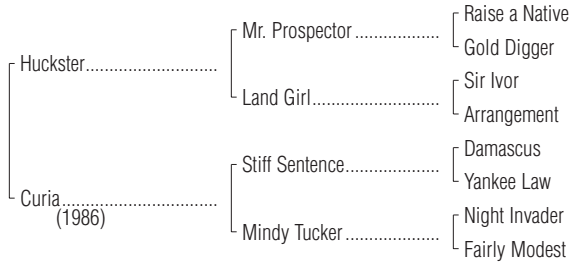 Raise a Native
Mr. Prospector ..................
Gold Digger
Huckster............................
Sir Ivor
Land Girl...........................
Arrangement
Damascus
Stiff Sentence....................
Yankee Law
Curia.................................
(1986)
Night Invader
Mindy Tucker ....................
Fairly Modest